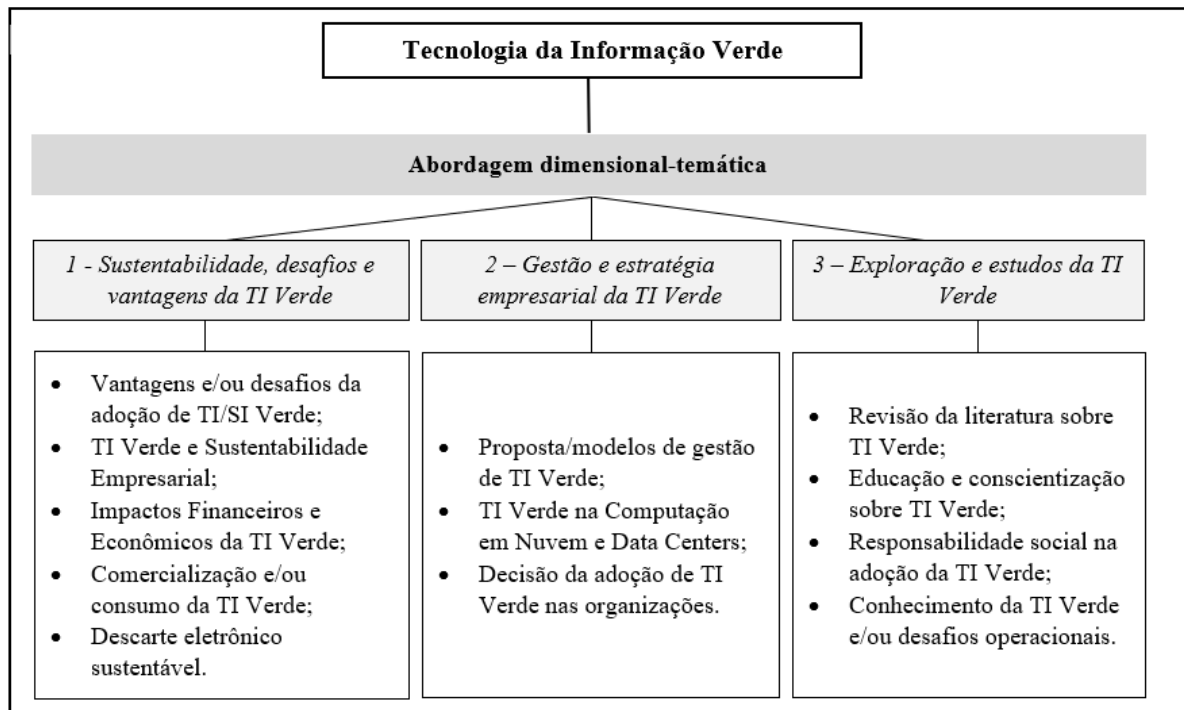 Tecnologia da Informação Verde
Abordagem dimensional-temática
1 - Sustentabilidade, desafios e
vantagens da TI Verde
2 – Gestão e estratégia
empresarial da TI Verde
3 – Exploração e estudos da TI
Verde
• Vantagens e/ou desafios da
adoção de TI/SI Verde;
• TI Verde e Sustentabilidade
Empresarial;
• Impactos Financeiros e
Econômicos da TI Verde;
• Comercialização e/ou
consumo da TI Verde;
• Descarte eletrônico
sustentável.
• Proposta/modelos de gestão
de TI Verde;
• TI Verde na Computação
em Nuvem e Data Centers;
• Decisão da adoção de TI
Verde nas organizações.
• Revisão da literatura sobre
TI Verde;
• Educação e conscientização
sobre TI Verde;
• Responsabilidade social na
adoção da TI Verde;
• Conhecimento da TI Verde
e/ou desafios operacionais.